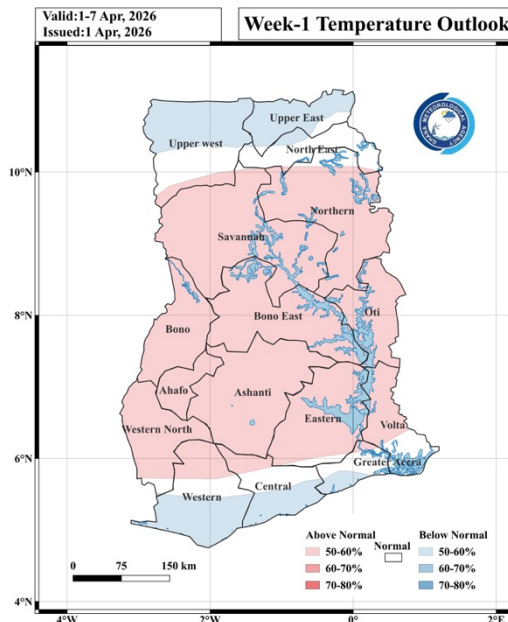 Valid:1-7 Apr, 2026
Issued:1 Apr, 2026
Week-1 Temperature Outlook
GHANA METEOROLOGICAL AGENCY
Upper East
Upper west
North East
10°N
Northern
Savannah
8°N
Oti
Bono East
Bono
Ahafo
Ashanti
Eastern
Volta
Western North
6°N
Greater Accra
Central
Western
Above Normal
Normal
Below Normal
50-60%
50-60%
60-70%
60-70%
70-80%
70-80%
0 75 150 km
4°N
4°W 2°W 0° 2°E